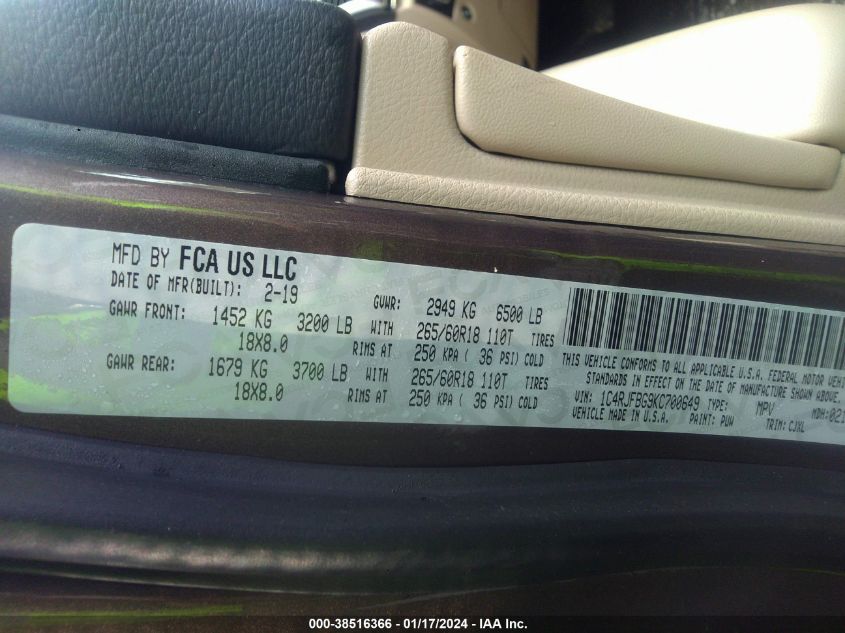 MFD BY FCA US LLC
DATE OF MFR(BUILT): 2-19 GVWR: 2949 KG 6500 LB
GAWR FRONT: 1452 KG 3200 LB WITH 265/60R18 110T TIRES
18X8.0 RIMS AT 250 KPA ( 36 PSI) COLD
GAWR REAR: 1679 KG 3700 LB WITH 265/60R18 110T TIRES
18X8.0 RIMS AT 250 KPA ( 36 PSI) COLD
THIS VEHICLE CONFORMS TO ALL APPLICABLE U.S.A. FEDERAL MOTOR VEHICLE
STANDARDS IN EFFECT ON THE DATE OF MANUFACTURE SHOWN ABOVE.
VIN: 1C4RJFBG9KC700649 TYPE: MPV MDH:
VEHICLE MADE IN U.S.A. PAINT: PUW TRIM: CJXL
000-38516366 — 01/17/2024 — IAA Inc.